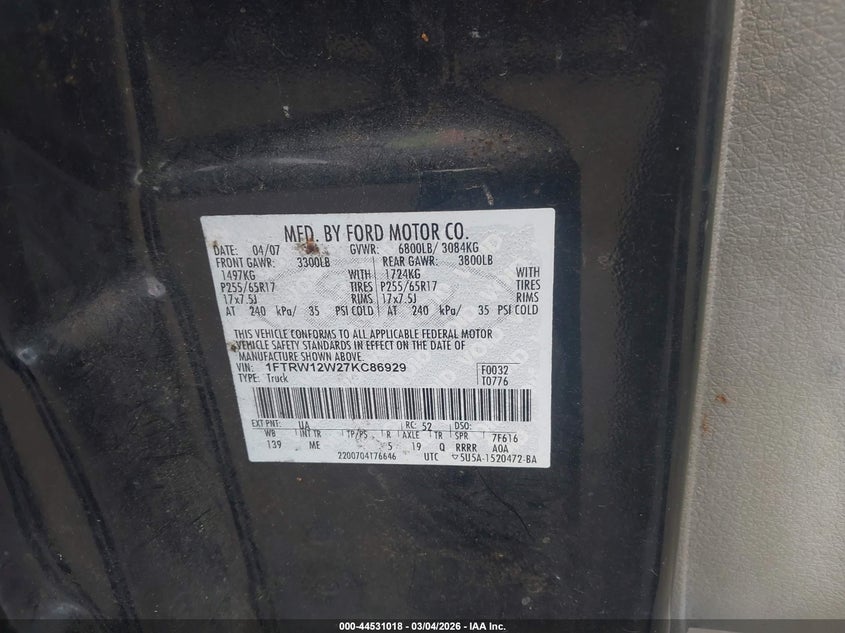 MFD. BY FORD MOTOR CO.
DATE: 04/07 GVWR: 6800LB/ 3084KG
FRONT GAWR: 3300LB REAR GAWR: 3800LB
1497KG WITH 1724KG WITH
P255/65R17 TIRES P255/65R17 TIRES
17x7.5J RIMS 17x7.5J RIMS
AT 240 kPa/ 35 PSI COLD AT 240 kPa/ 35 PSI COLD
THIS VEHICLE CONFORMS TO ALL APPLICABLE FEDERAL MOTOR
VEHICLE SAFETY STANDARDS IN EFFECT ON THE DATE OF
MANUFACTURE SHOWN ABOVE.
VIN: 1FTRW12W27KC86929 F0032
TYPE: Truck T0776
EXT PNT: UA RC: 52 DSO:
WB INT TR TP/PS R AXLE TR SPR 7F616
139 ME 5 19 Q RRRR A0A
2200704176646 UTC 5U5A-1520472-BA
000-44531018 | 03/04/2026 | IAA Inc.